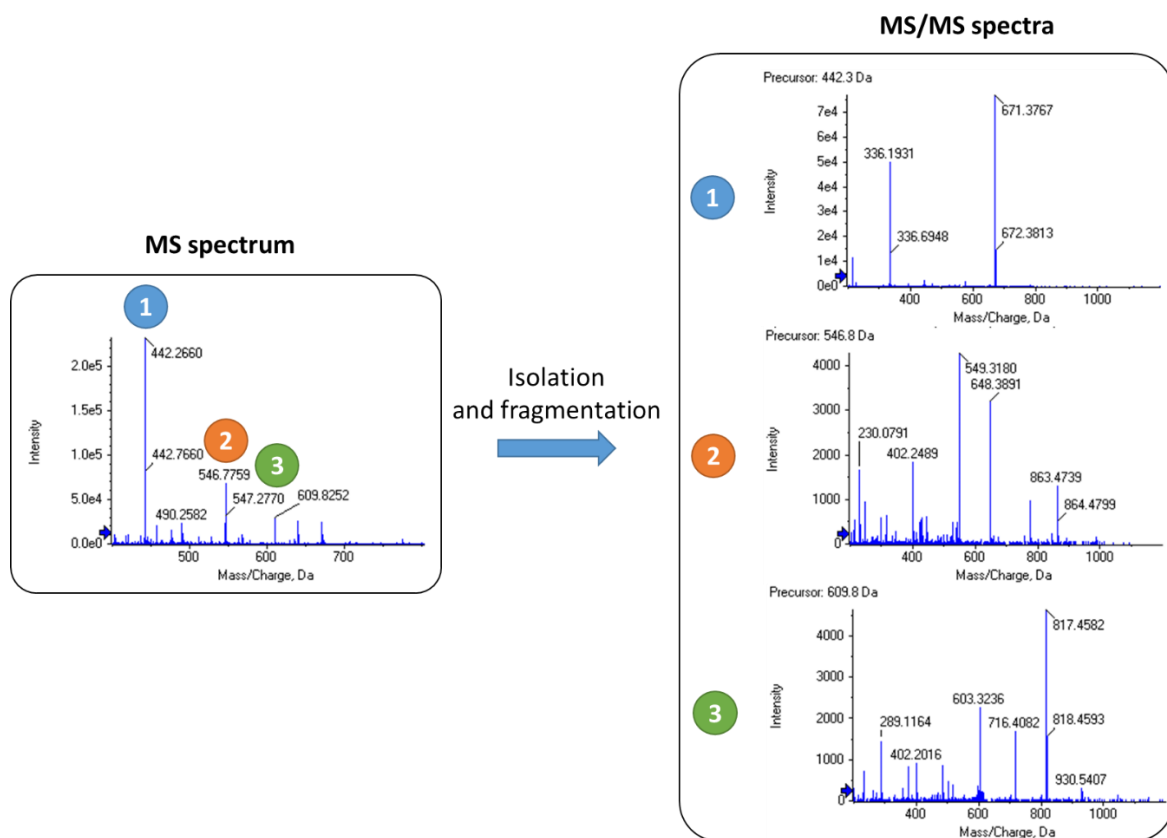 MS/MS spectra
Precursor: 442.3 Da
7e4
6e4
5e4
4e4
3e4
2e4
1e4
0
Intensity
671.3767
336.1931
336.6948
672.3813
400
600
800
1000
Mass/Charge, Da
1
MS spectrum
1
2
3
2.0e5
1.5e5
1.0e5
5.0e4
0.0e0
Intensity
442.2660
442.7660
546.7759
547.2770
609.8252
490.2582
500
600
700
Mass/Charge, Da
Isolation
and fragmentation
Precursor: 546.8 Da
2
4000
3000
2000
1000
0
Intensity
549.3180
648.3891
230.0791
402.2489
863.4739
864.4799
400
600
800
1000
Mass/Charge, Da
Precursor: 609.8 Da
3
4000
3000
2000
1000
0
Intensity
817.4582
603.3236
716.4082
818.4593
289.1164
402.2016
930.5407
400
600
800
1000
Mass/Charge, Da